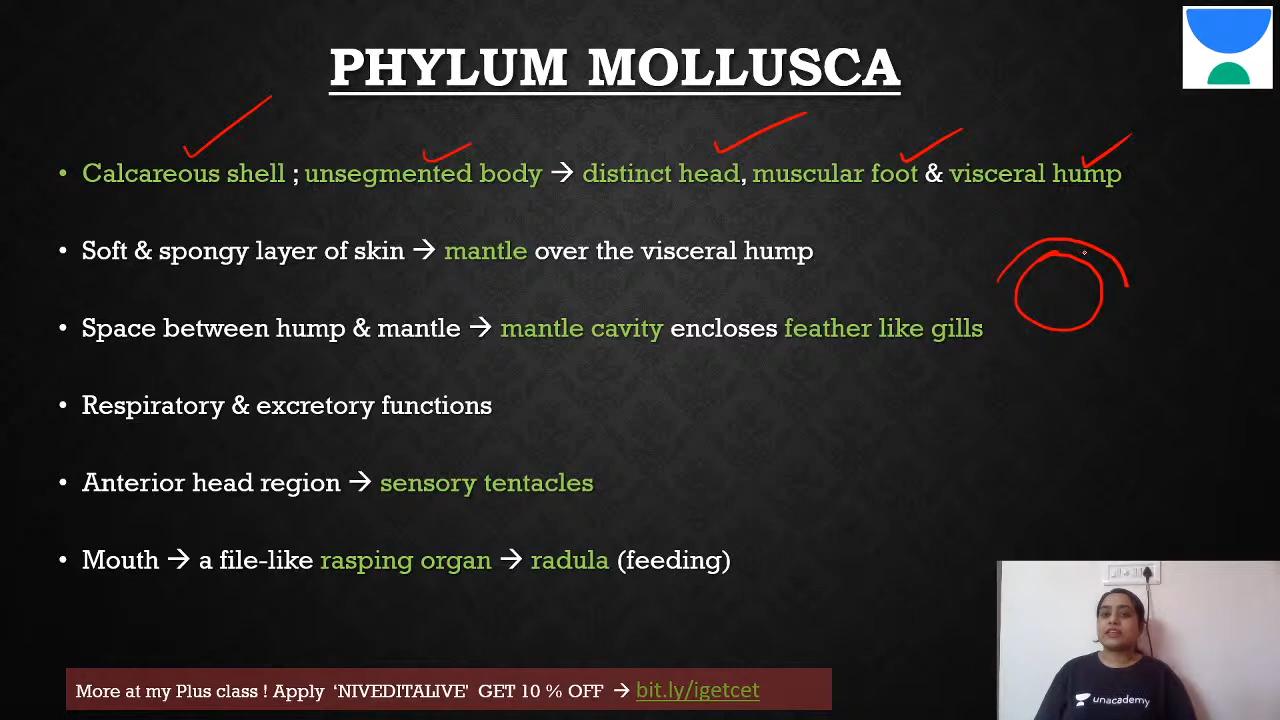 PHYLUM MOLLUSCA
• Calcareous shell ; unsegmented body → distinct head, muscular foot & visceral hump
• Soft & spongy layer of skin → mantle over the visceral hump
• Space between hump & mantle → mantle cavity encloses feather like gills
• Respiratory & excretory functions
• Anterior head region → sensory tentacles
• Mouth → a file-like rasping organ → radula (feeding)
unacademy
More at my Plus class ! Apply ‘NIVEDITALIVE’ GET 10 % OFF → bit.ly/igetcet